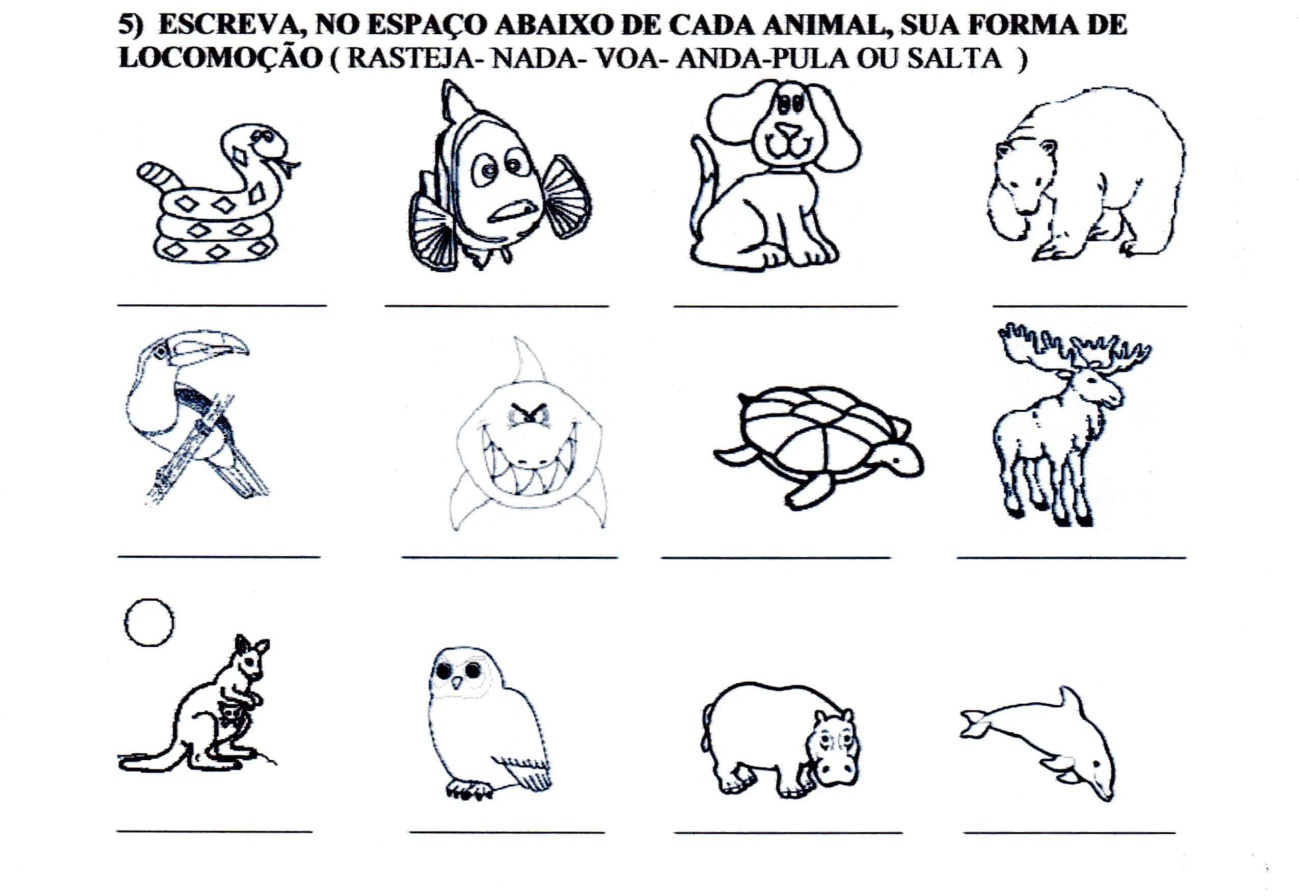 5) ESCREVA, NO ESPAÇO ABAIXO DE CADA ANIMAL, SUA FORMA DE
LOCOMOÇÃO ( RASTEJA- NADA- VOA- ANDA-PULA OU SALTA )